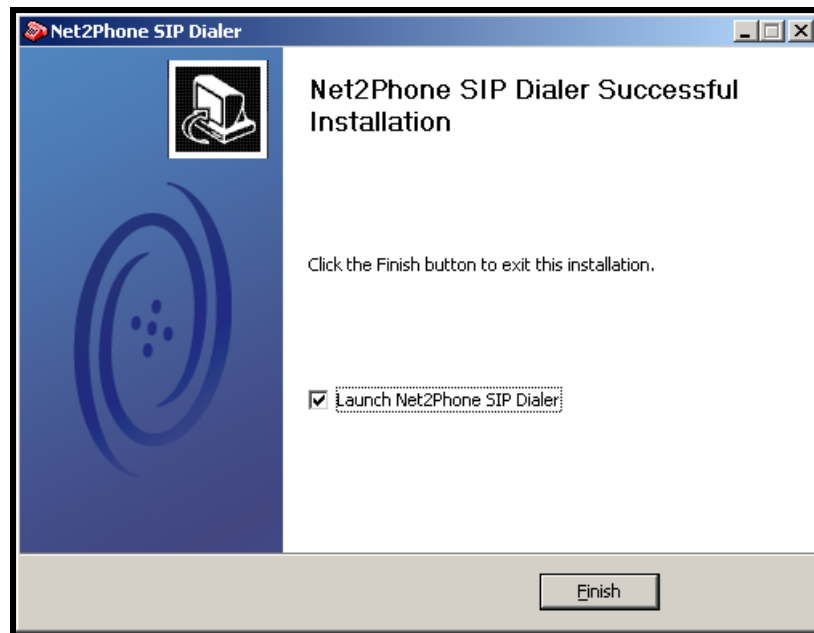 Net2Phone SIP Dialer
Net2Phone SIP Dialer Successful
Installation
Click the Finish button to exit this installation.
Launch Net2Phone SIP Dialer
Finish